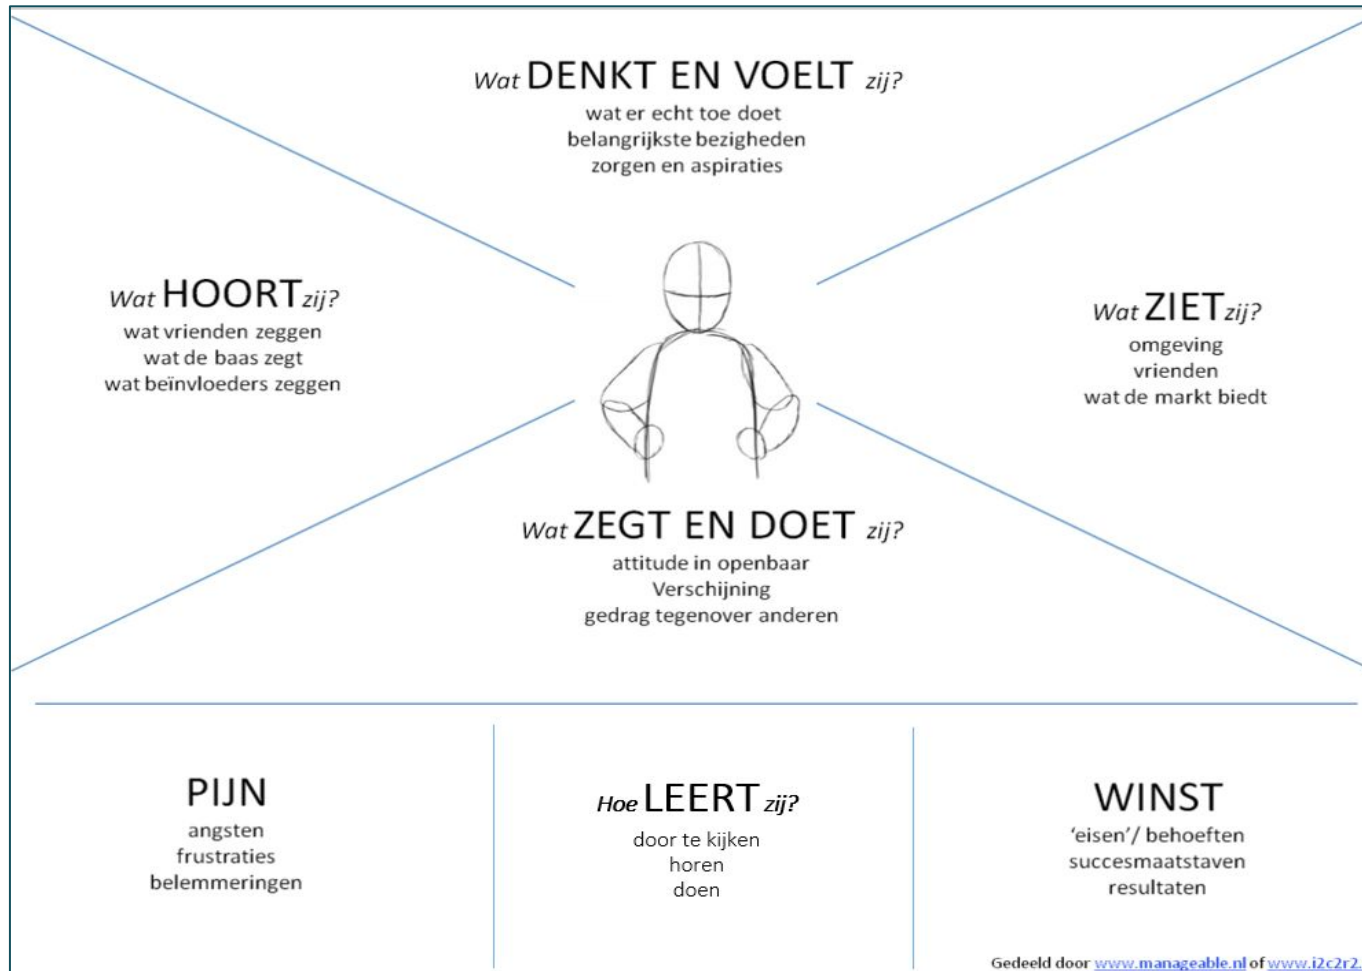 Wat DENKT EN VOELT zij?
wat er echt toe doet
belangrijkste bezigheden
zorgen en aspiraties
Wat HOORT zij?
wat vrienden zeggen
wat de baas zegt
wat beïnvloeders zeggen
Wat ZIET zij?
omgeving
vrienden
wat de markt biedt
Wat ZEGT EN DOET zij?
attitude in openbaar
Verschijning
gedrag tegenover anderen
PIJN
angsten
frustraties
belemmeringen
Hoe LEERT zij?
door te kijken
horen
doen
WINST
‘eisen’/ behoeften
succesmaatstaven
resultaten
Gedeeld door www.manageable.nl of www.i2c2r2.